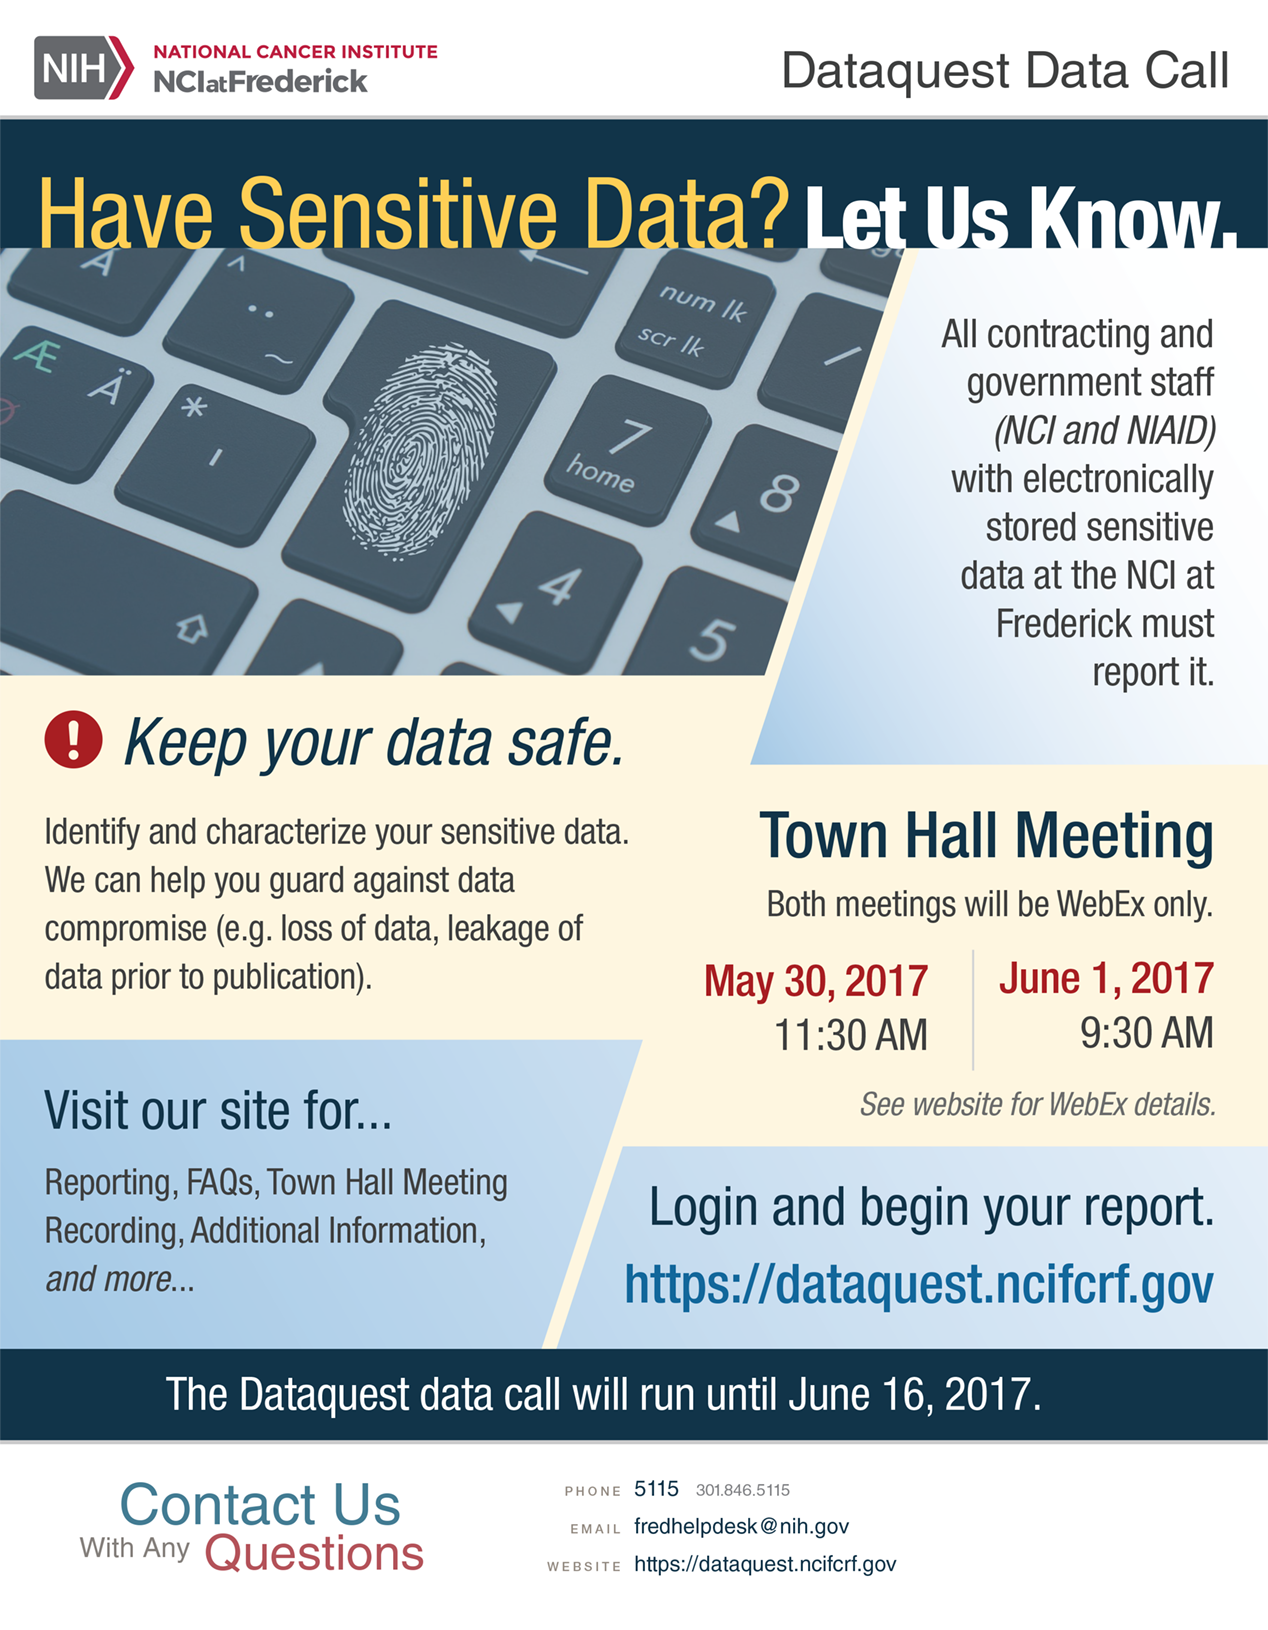 NIH NATIONAL CANCER INSTITUTE
NCIatFrederick
Dataquest Data Call
Have Sensitive Data? Let Us Know.
A
^
¨
~
num lk
scr lk
/
Æ
Ä
*
'
7
home
8
4
5
All contracting and
government staff
(NCI and NIAID)
with electronically
stored sensitive
data at the NCI at
Frederick must
report it.
! Keep your data safe.
Identify and characterize your sensitive data.
We can help you guard against data
compromise (e.g. loss of data, leakage of
data prior to publication).
Town Hall Meeting
Both meetings will be WebEx only.
May 30, 2017
11:30 AM
June 1, 2017
9:30 AM
See website for WebEx details.
Visit our site for...
Reporting, FAQs, Town Hall Meeting
Recording, Additional Information,
and more...
Login and begin your report.
https://dataquest.ncifcrf.gov
The Dataquest data call will run until June 16, 2017.
Contact Us
With Any Questions
PHONE 5115 301.846.5115
EMAIL fredhelpdesk@nih.gov
WEBSITE https://dataquest.ncifcrf.gov